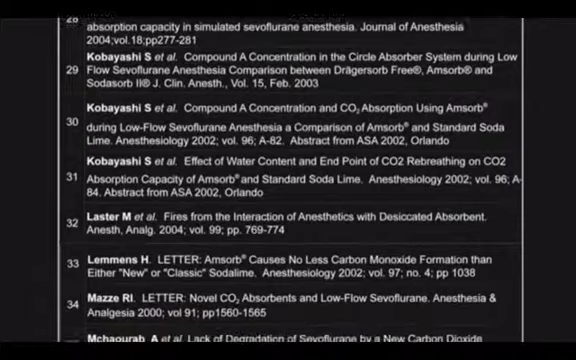 28
absorption capacity in simulated sevoflurane anesthesia. Journal of Anesthesia
2004;vol.18;pp277-281
29
Kobayashi S et al. Compound A Concentration in the Circle Absorber System during Low
Flow Sevoflurane Anesthesia Comparison between Drägersorb Free®, Amsorb® and
Sodasorb II® J. Clin. Anesth., Vol. 15, Feb. 2003
30
Kobayashi S et al. Compound A Concentration and CO2 Absorption Using Amsorb®
during Low-Flow Sevoflurane Anesthesia a Comparison of Amsorb® and Standard Soda
Lime. Anesthesiology 2002; vol. 96; A-82. Abstract from ASA 2002, Orlando
31
Kobayashi S et al. Effect of Water Content and End Point of CO2 Rebreathing on CO2
Absorption Capacity of Amsorb® and Standard Soda Lime. Anesthesiology 2002; vol. 96; A-
84. Abstract from ASA 2002, Orlando
32
Laster M et al. Fires from the Interaction of Anesthetics with Desiccated Absorbent.
Anesth, Analg. 2004; vol. 99; pp. 769-774
33
Lemmens H. LETTER: Amsorb® Causes No Less Carbon Monoxide Formation than
Either "New" or "Classic" Sodalime. Anesthesiology 2002: vol. 97; no. 4; pp 1038
34
Mazze RI. LETTER: Novel CO2 Absorbents and Low-Flow Sevoflurane. Anesthesia &
Analgesia 2000; vol 91; pp1560-1565
Mchaourab, A et al Lack of Degradation of Sevoflurane by a New Carbon Dioxide